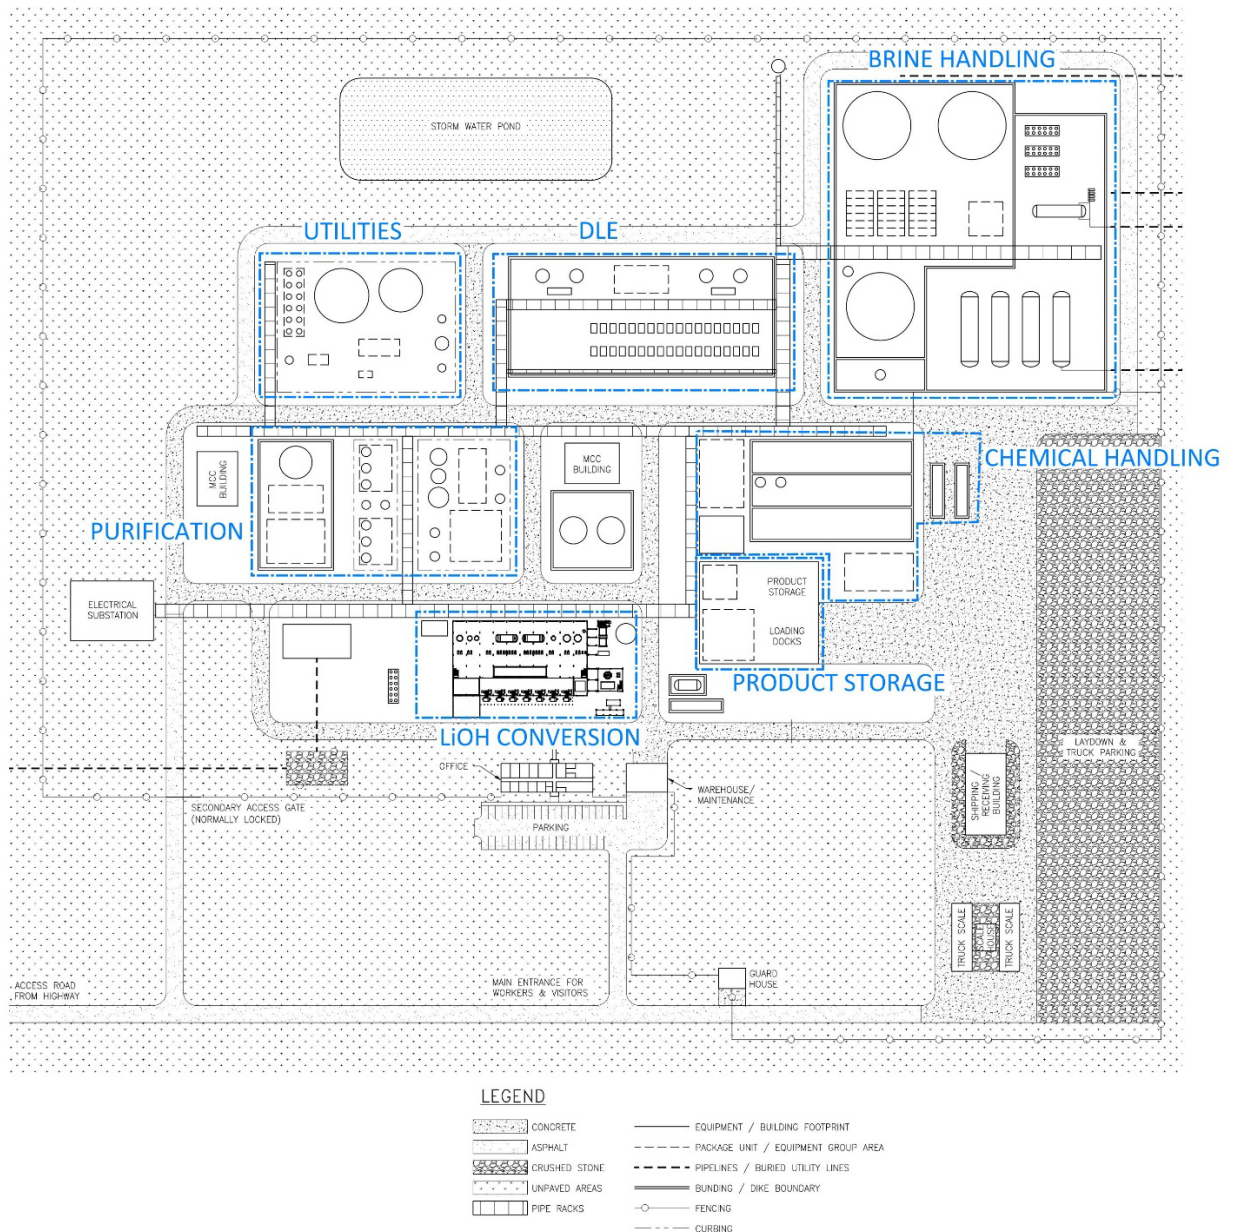 BRINE HANDLING
STORM WATER POND
UTILITIES
DLE
CHEMICAL HANDLING
MCC
BUILDING
MCC
BUILDING
PURIFICATION
ELECTRICAL
SUBSTATION
PRODUCT
STORAGE
LOADING
DOCKS
PRODUCT STORAGE
LiOH CONVERSION
OFFICE
LAYDOWN &
TRUCK PARKING
SECONDARY ACCESS GATE
(NORMALLY LOCKED)
WAREHOUSE/
MAINTENANCE
SHIPPING /
RECEIVING
BUILDING
PARKING
TRUCK SCALE
SCALE
HOUSE
TRUCK SCALE
ACCESS ROAD
FROM HIGHWAY
MAIN ENTRANCE FOR
WORKERS & VISITORS
GUARD
HOUSE
LEGEND
CONCRETE
ASPHALT
CRUSHED STONE
UNPAVED AREAS
PIPE RACKS
EQUIPMENT / BUILDING FOOTPRINT
PACKAGE UNIT / EQUIPMENT GROUP AREA
PIPELINES / BURIED UTILITY LINES
BUNDING / DIKE BOUNDARY
FENCING
CURBING